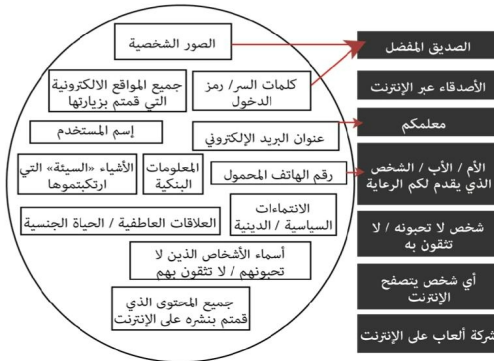 الصور الشخصية
الصديق المفضل
جميع المواقع الالكترونية
التي قمتم بزيارتها
كلمات السر/ رمز
الدخول
الأصدقاء عبر الإنترنت
إسم المستخدم
عنوان البريد الإلكتروني
معلمكم
الأشياء «السيئة» التي
ارتكبتموها
المعلومات
البنكية
رقم الهاتف المحمول
الأم / الأب / الشخص
الذي يقدم لكم الرعاية
العلاقات العاطفية / الحياة الجنسية
الانتماءات
السياسية / الدينية
شخص لا تحبونه / لا
تثقون به
أسماء الأشخاص الذين لا
تحبونهم / لا تثقون بهم
أي شخص يتصفح
الإنترنت
جميع المحتوى الذي
قمتم بنشره على الإنترنت
شركة ألعاب على الإنترنت